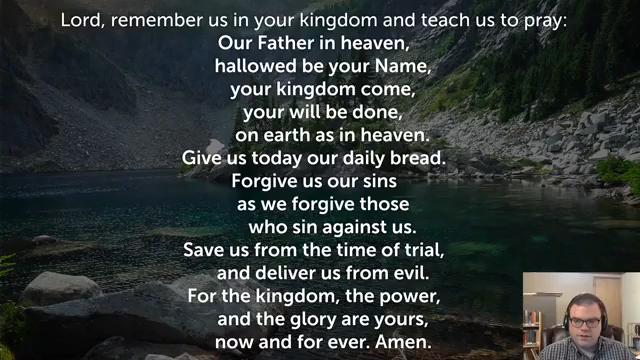 Lord, remember us in your kingdom and teach us to pray:
Our Father in heaven,
hallowed be your Name,
your kingdom come,
your will be done,
on earth as in heaven.
Give us today our daily bread.
Forgive us our sins
as we forgive those
who sin against us.
Save us from the time of trial,
and deliver us from evil.
For the kingdom, the power,
and the glory are yours,
now and for ever. Amen.